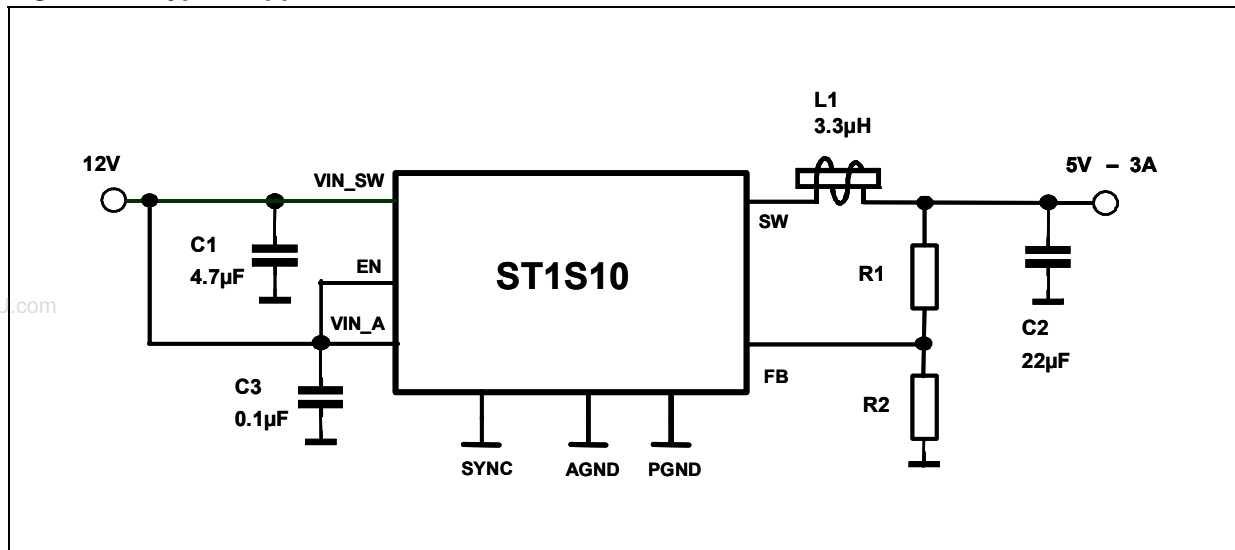 L1
3.3µH
12V
5V – 3A
VIN_SW
SW
C1
4.7µF
EN
ST1S10
R1
VIN_A
C2
22µF
FB
C3
0.1µF
R2
SYNC
AGND
PGND
J.com